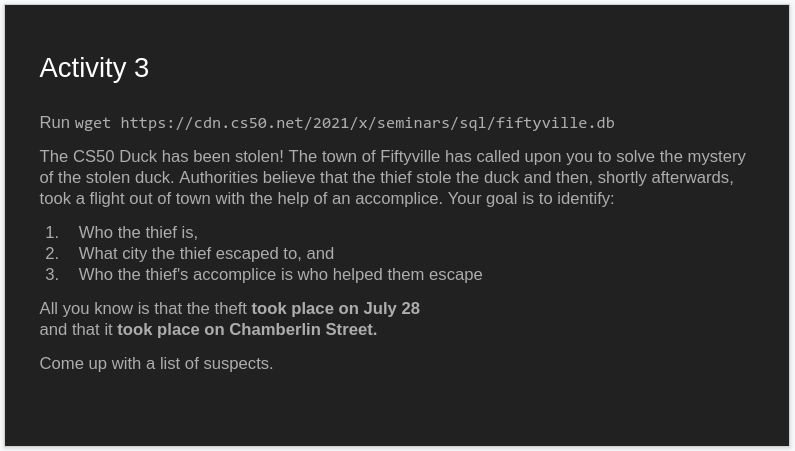 Activity 3
Run wget https://cdn.cs50.net/2021/x/seminars/sql/fiftyville.db
The CS50 Duck has been stolen! The town of Fiftyville has called upon you to solve the mystery
of the stolen duck. Authorities believe that the thief stole the duck and then, shortly afterwards,
took a flight out of town with the help of an accomplice. Your goal is to identify:
1. Who the thief is,
2. What city the thief escaped to, and
3. Who the thief's accomplice is who helped them escape
All you know is that the theft took place on July 28
and that it took place on Chamberlin Street.
Come up with a list of suspects.